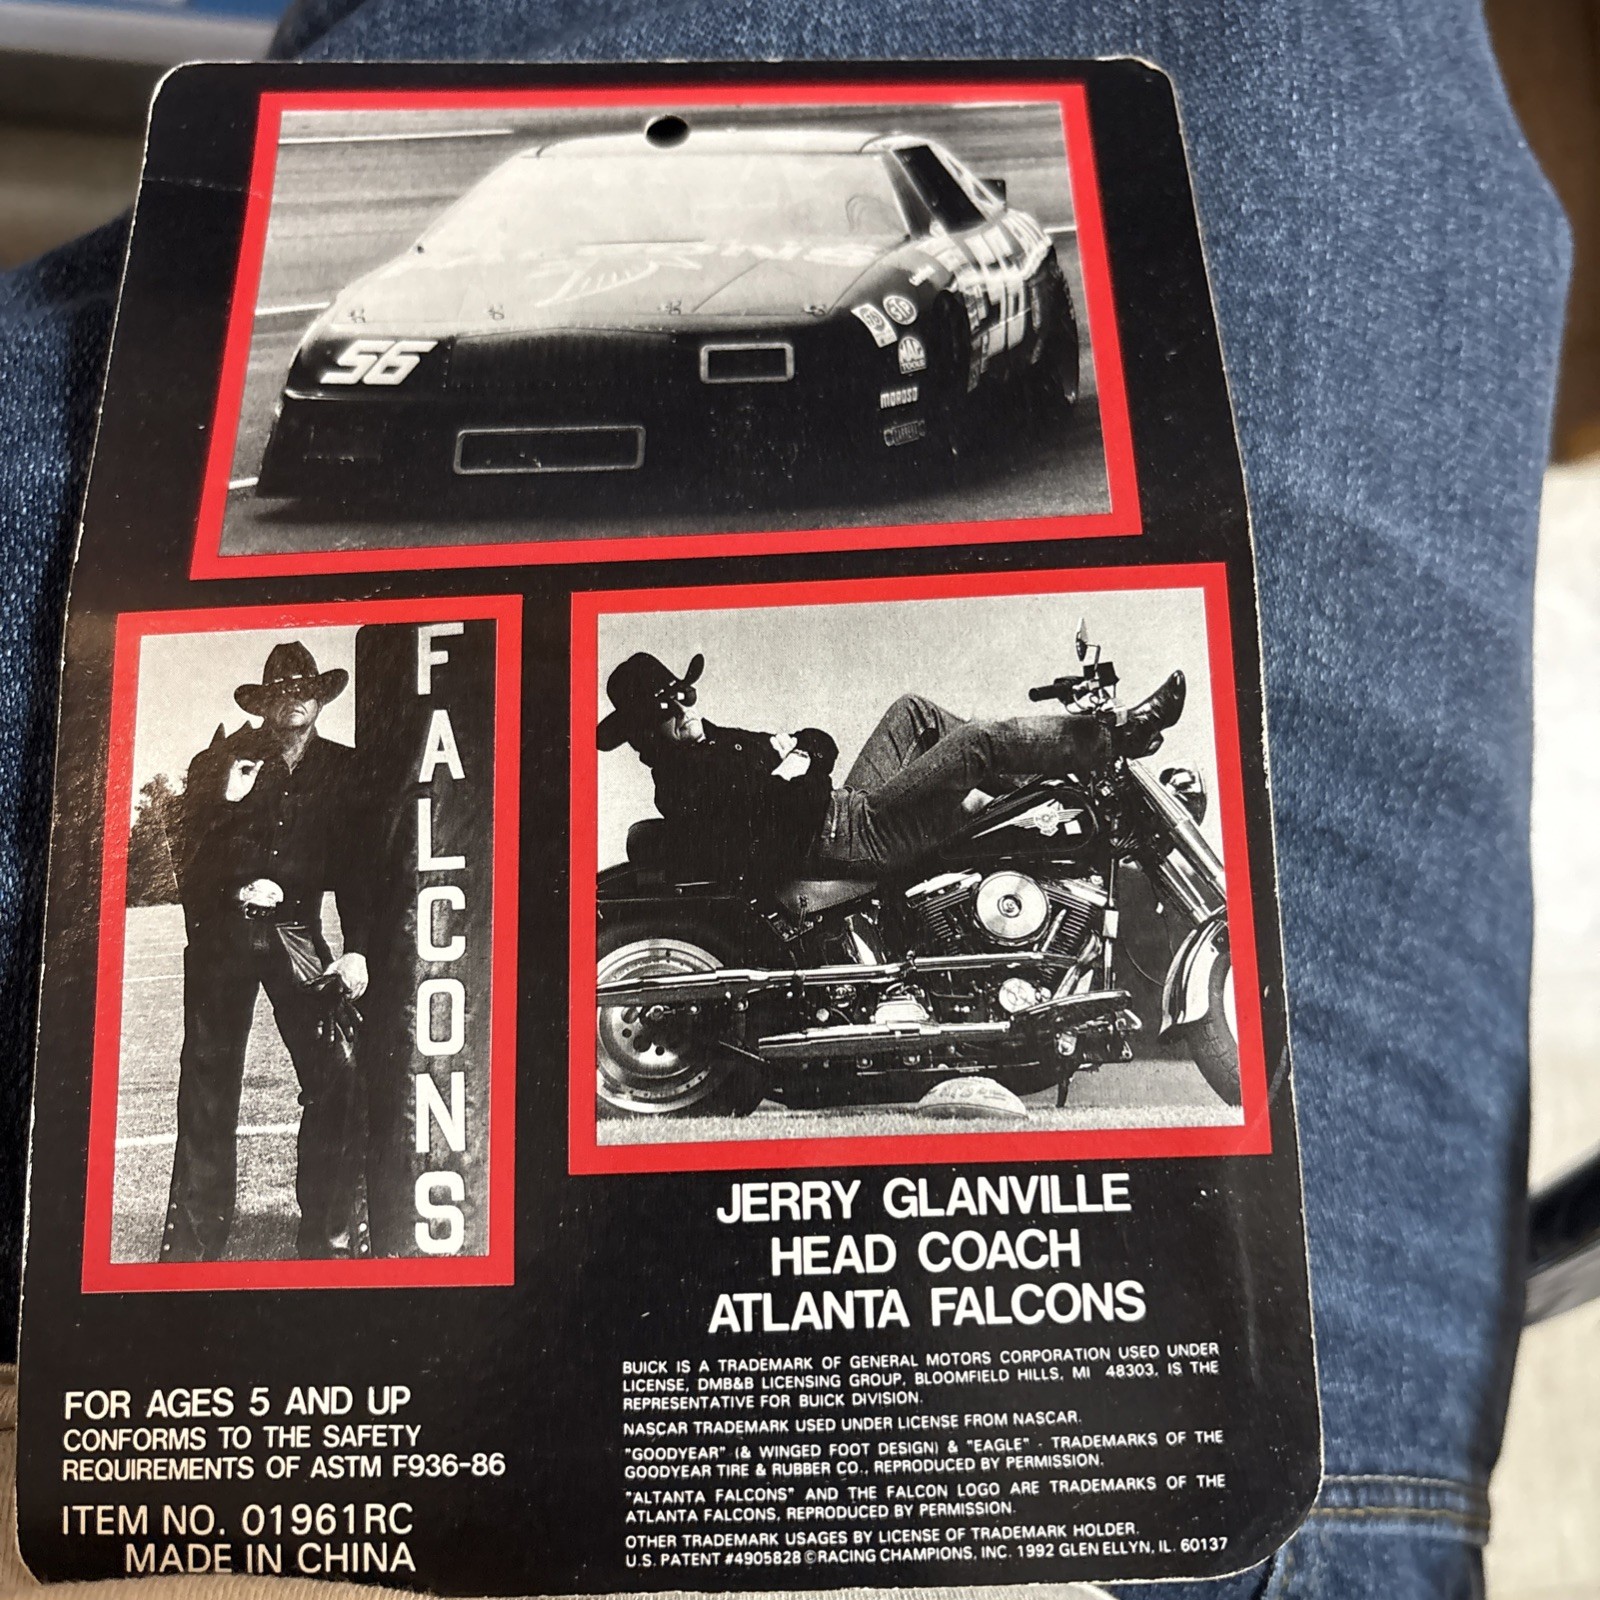 56
STP
MAC
TOOLS
MOROSO
FALCONS
JERRY GLANVILLE
HEAD COACH
ATLANTA FALCONS
FOR AGES 5 AND UP
CONFORMS TO THE SAFETY
REQUIREMENTS OF ASTM F936-86
ITEM NO. 01961RC
MADE IN CHINA
BUICK IS A TRADEMARK OF GENERAL MOTORS CORPORATION USED UNDER
LICENSE, DMB&B LICENSING GROUP, BLOOMFIELD HILLS, MI 48303, IS THE
REPRESENTATIVE FOR BUICK DIVISION.
NASCAR TRADEMARK USED UNDER LICENSE FROM NASCAR.
"GOODYEAR" (& WINGED FOOT DESIGN) & "EAGLE" - TRADEMARKS OF THE
GOODYEAR TIRE & RUBBER CO., REPRODUCED BY PERMISSION.
"ALTANTA FALCONS" AND THE FALCON LOGO ARE TRADEMARKS OF THE
ATLANTA FALCONS, REPRODUCED BY PERMISSION.
OTHER TRADEMARK USAGES BY LICENSE OF TRADEMARK HOLDER.
U.S. PATENT #4905828 ©RACING CHAMPIONS, INC. 1992 GLEN ELLYN, IL. 60137